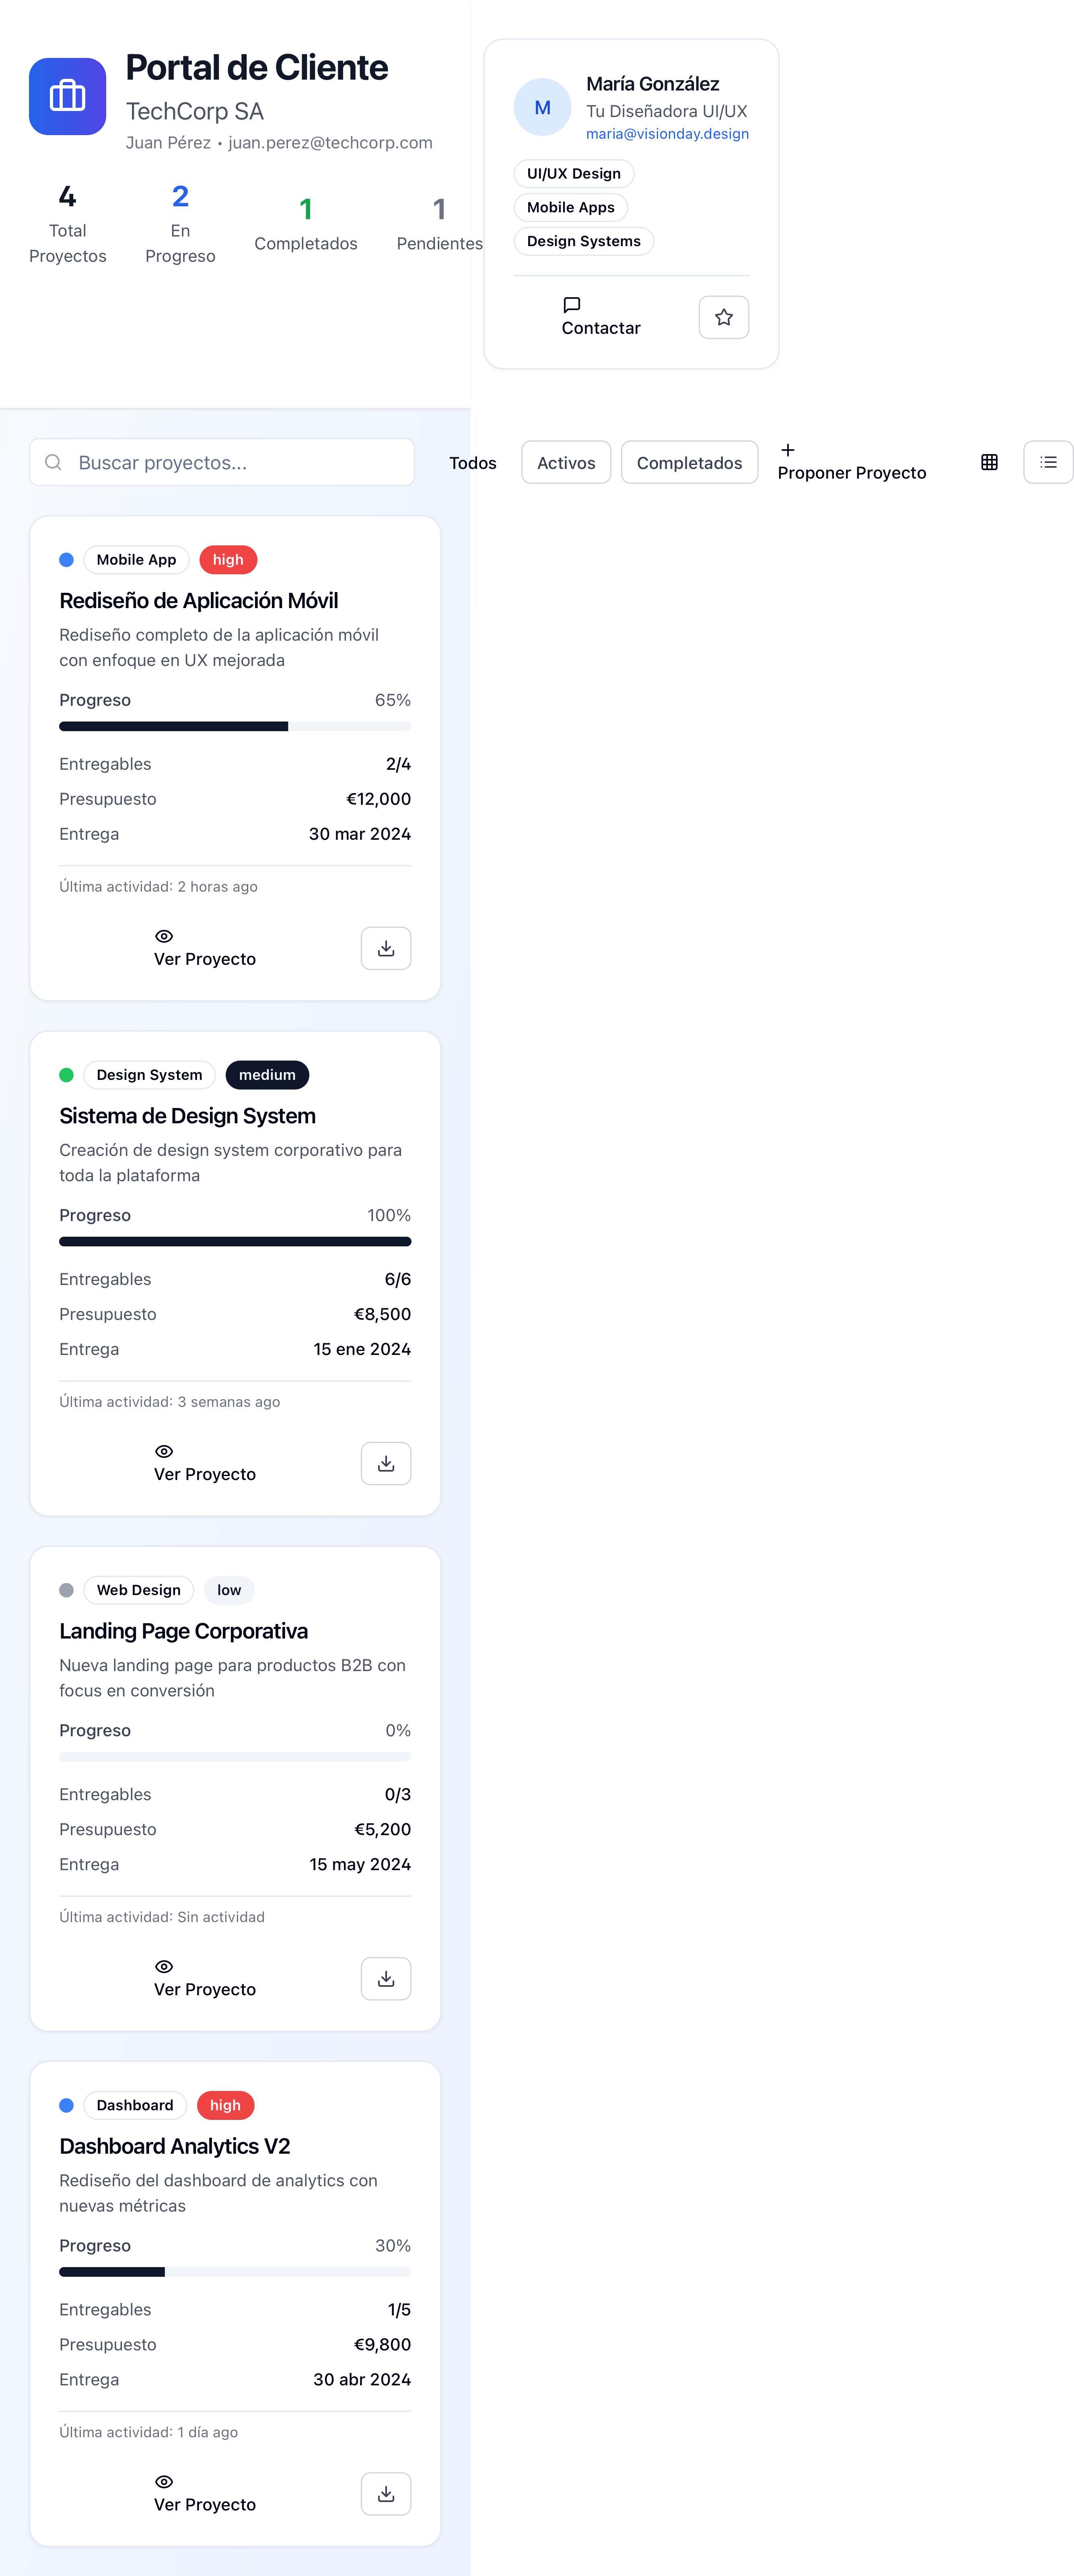 Portal de Cliente
TechCorp SA
Juan Pérez • juan.perez@techcorp.com
4
Total
Proyectos
2
En
Progreso
1
Completados
1
Pendientes
M
María González
Tu Diseñadora UI/UX
maria@visionday.design
UI/UX Design
Mobile Apps
Design Systems
Contactar
Buscar proyectos...
Todos
Activos
Completados
Proponer Proyecto
Mobile App
high
Rediseño de Aplicación Móvil
Rediseño completo de la aplicación móvil
con enfoque en UX mejorada
Progreso 65%
Entregables 2/4
Presupuesto €12,000
Entrega 30 mar 2024
Última actividad: 2 horas ago
Ver Proyecto
Design System
medium
Sistema de Design System
Creación de design system corporativo para
toda la plataforma
Progreso 100%
Entregables 6/6
Presupuesto €8,500
Entrega 15 ene 2024
Última actividad: 3 semanas ago
Ver Proyecto
Web Design
low
Landing Page Corporativa
Nueva landing page para productos B2B con
focus en conversión
Progreso 0%
Entregables 0/3
Presupuesto €5,200
Entrega 15 may 2024
Última actividad: Sin actividad
Ver Proyecto
Dashboard
high
Dashboard Analytics V2
Rediseño del dashboard de analytics con
nuevas métricas
Progreso 30%
Entregables 1/5
Presupuesto €9,800
Entrega 30 abr 2024
Última actividad: 1 día ago
Ver Proyecto